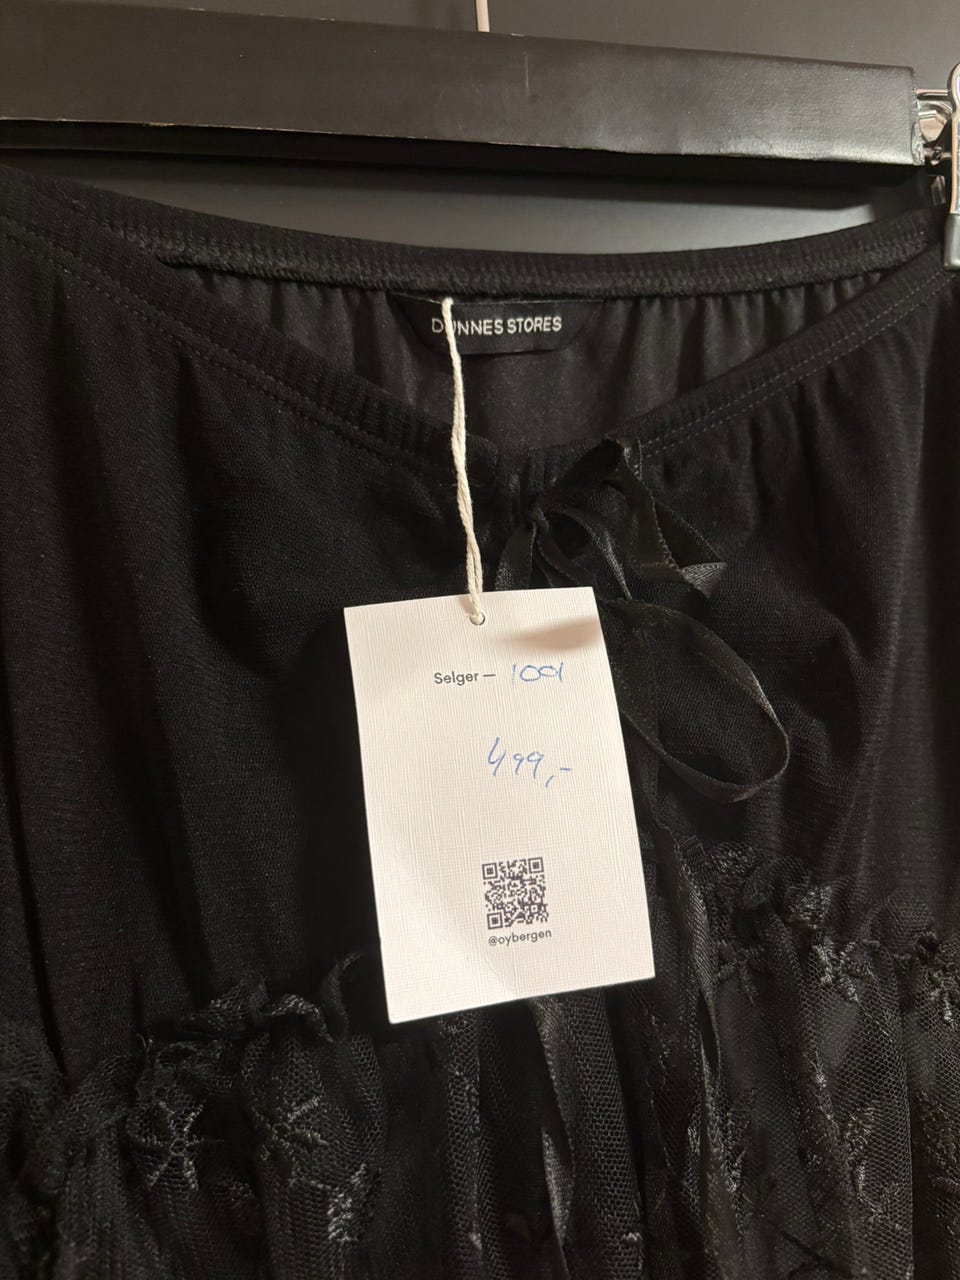 DUNNES STORES
Selger — 1001
499,-
@oybergen